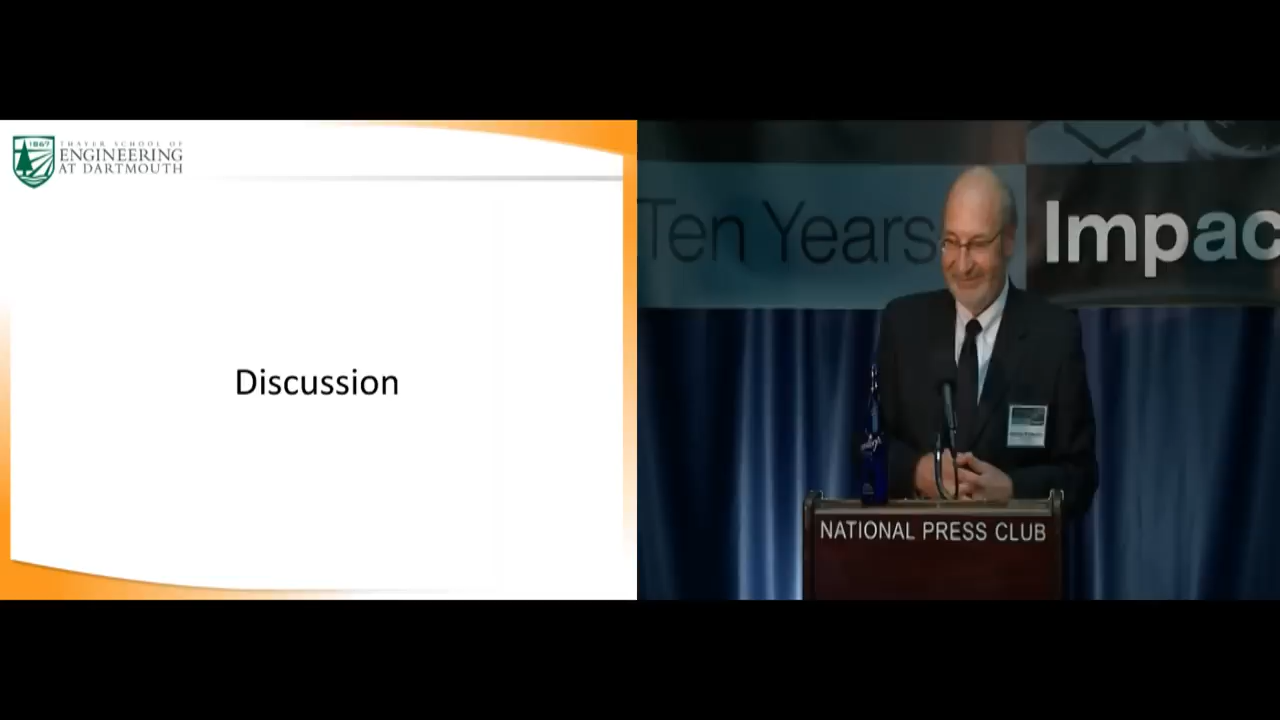 1867
THAYER SCHOOL OF
ENGINEERING
AT DARTMOUTH
Discussion
Ten Years
Impac
NATIONAL PRESS CLUB